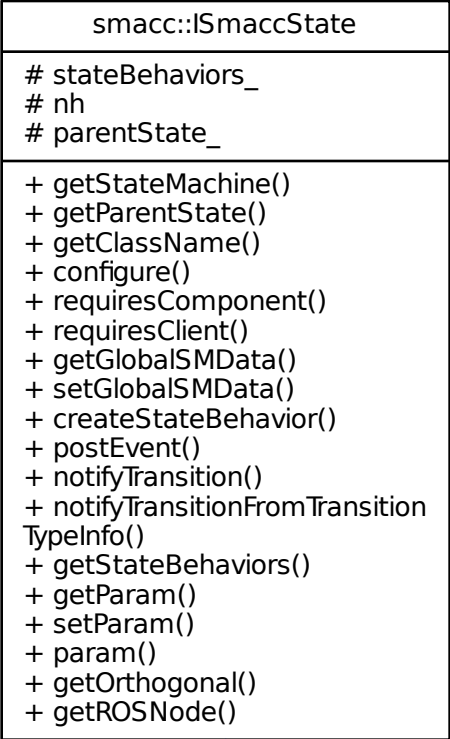 smacc::ISmaccState
# stateBehaviors_
# nh
# parentState_
+ getStateMachine()
+ getParentState()
+ getClassName()
+ configure()
+ requiresComponent()
+ requiresClient()
+ getGlobalSMData()
+ setGlobalSMData()
+ createStateBehavior()
+ postEvent()
+ notifyTransition()
+ notifyTransitionFromTransition
TypeInfo()
+ getStateBehaviors()
+ getParam()
+ setParam()
+ param()
+ getOrthogonal()
+ getROSNode()